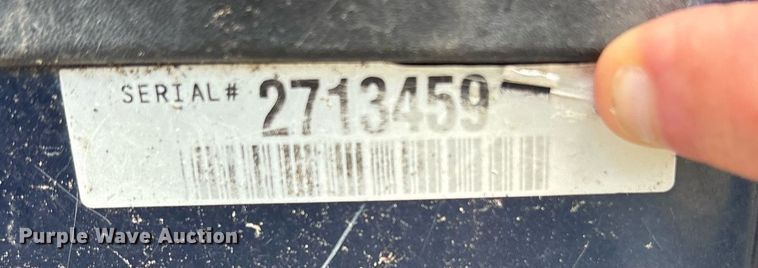 SERIAL# 2713459
Purple Wave Auction